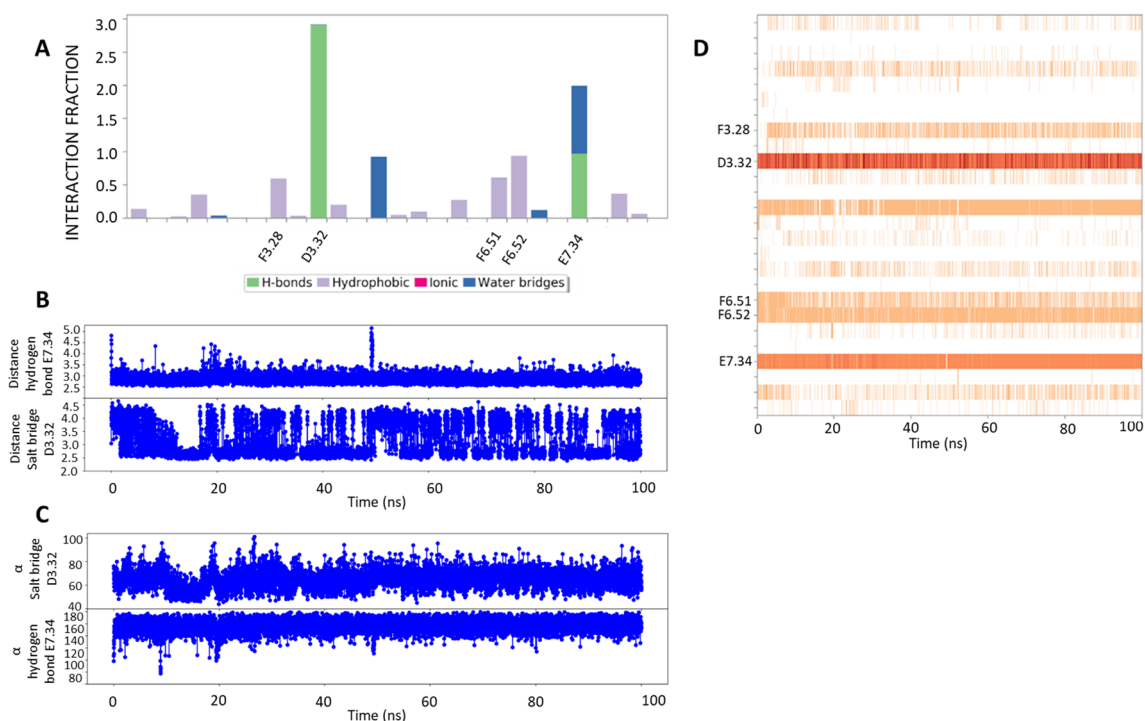 A
INTERACTION FRACTION
3.0
2.5
2.0
1.5
1.0
0.5
0.0
F3.28
D3.32
F6.51
F6.52
E7.34
H-bonds Hydrophobic Ionic Water bridges
B
Distance
hydrogen
bond E7.34
5.0
4.5
4.0
3.5
3.0
2.5
Distance
Salt bridge
D3.32
4.5
4.0
3.5
3.0
2.5
2.0
0 20 40 60 80 100
Time (ns)
C
α
Salt bridge
D3.32
100
80
60
40
α
hydrogen
bond E7.34
180
160
140
120
100
80
0 20 40 60 80 100
Time (ns)
D
F3.28
D3.32
F6.51
F6.52
E7.34
0 20 40 60 80 100
Time (ns)